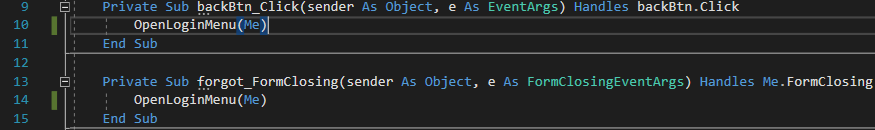 9 Private Sub backBtn_Click(sender As Object, e As EventArgs) Handles backBtn.Click
10 OpenLoginMenu(Me)
11 End Sub
12
13 Private Sub forgot_FormClosing(sender As Object, e As FormClosingEventArgs) Handles Me.FormClosing
14 OpenLoginMenu(Me)
15 End Sub